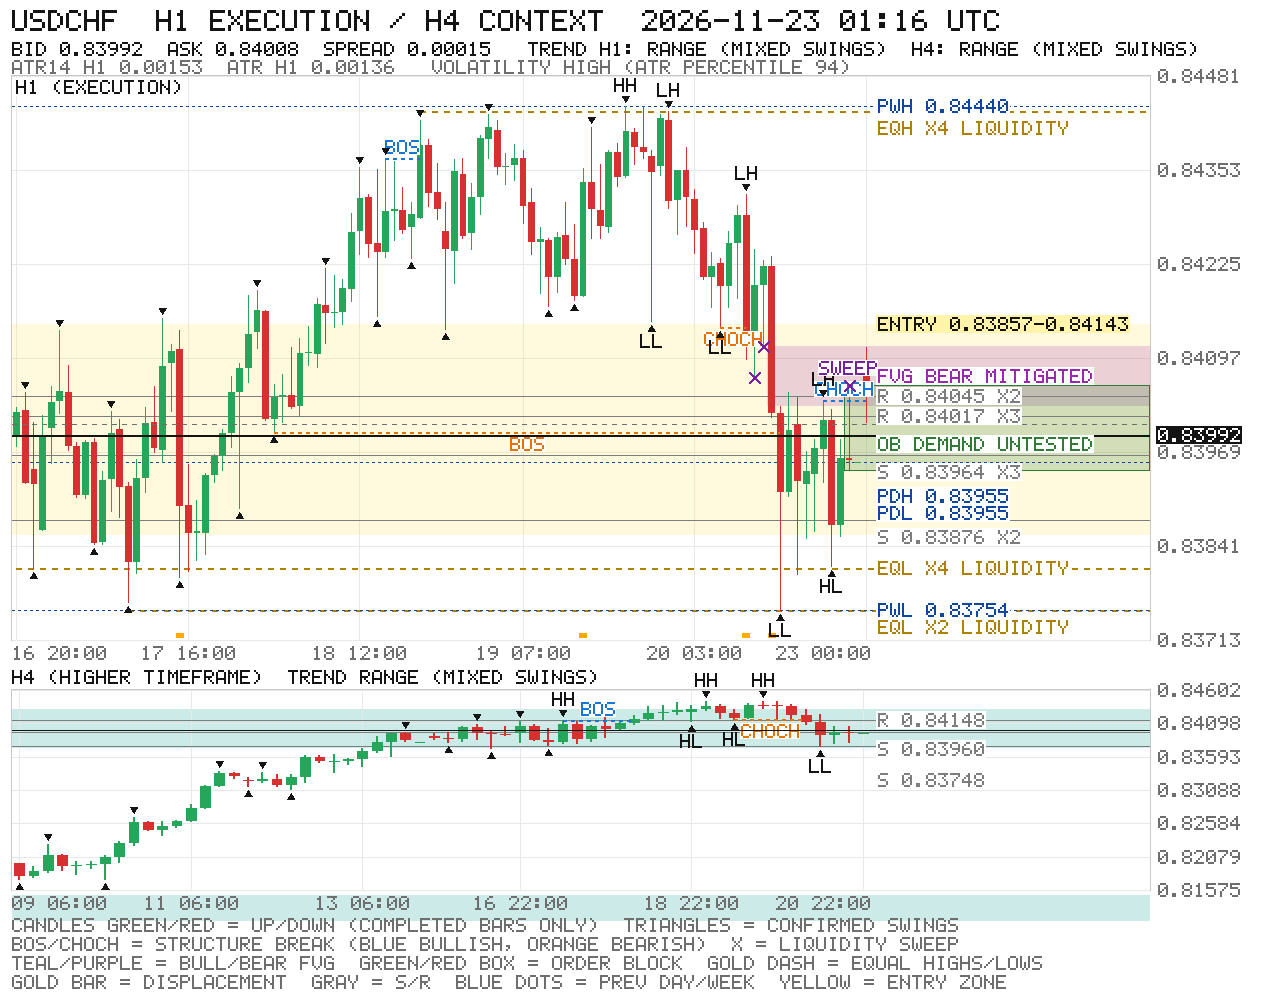 USDCHF  H1 EXECUTION / H4 CONTEXT  2026-11-23 01:16 UTC
BID 0.83992  ASK 0.84008  SPREAD 0.00015  TREND H1: RANGE (MIXED SWINGS)  H4: RANGE (MIXED SWINGS)
ATR14 H1 0.00153  ATR H1 0.00136  VOLATILITY HIGH (ATR PERCENTILE 94)
H1 (EXECUTION)
0.84481
HH
LH
PWH 0.84440
EQH X4 LIQUIDITY
BOS
0.84353
LH
0.84225
ENTRY 0.83857-0.84143
CHOCH
LL
LL
0.84097
SWEEP
FVG BEAR MITIGATED
LH
CHOCH
R 0.84045 X2
R 0.84017 X3
0.83992
BOS
OB DEMAND UNTESTED
0.83969
S 0.83964 X3
PDH 0.83955
PDL 0.83955
S 0.83876 X2
0.83841
EQL X4 LIQUIDITY
HL
PWL 0.83754
EQL X2 LIQUIDITY
LL
0.83713
16 20:00  17 16:00  18 12:00  19 07:00  20 03:00  23 00:00
H4 (HIGHER TIMEFRAME)  TREND RANGE (MIXED SWINGS)
HH
HH
0.84602
HH
BOS
R 0.84148
0.84098
CHOCH
HL
HL
S 0.83960
0.83593
LL
S 0.83748
0.83088
0.82584
0.82079
0.81575
09 06:00  11 06:00  13 06:00  16 22:00  18 22:00  20 22:00
CANDLES GREEN/RED = UP/DOWN (COMPLETED BARS ONLY)  TRIANGLES = CONFIRMED SWINGS
BOS/CHOCH = STRUCTURE BREAK (BLUE BULLISH, ORANGE BEARISH)  X = LIQUIDITY SWEEP
TEAL/PURPLE = BULL/BEAR FVG  GREEN/RED BOX = ORDER BLOCK  GOLD DASH = EQUAL HIGHS/LOWS
GOLD BAR = DISPLACEMENT  GRAY = S/R  BLUE DOTS = PREV DAY/WEEK  YELLOW = ENTRY ZONE